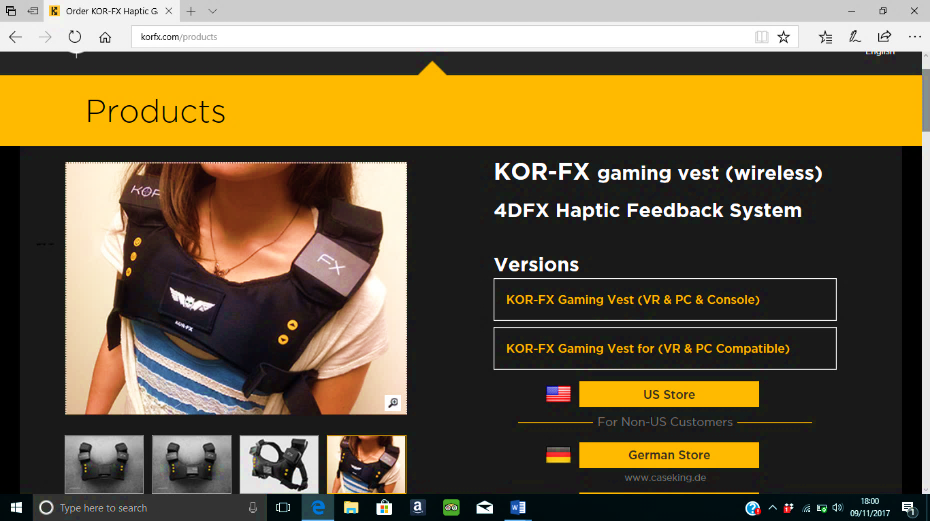 Order KOR-FX Haptic G
korfx.com/products
English
Products
KOR
FX
KOR-FX
KOR-FX gaming vest (wireless)
4DFX Haptic Feedback System
Versions
KOR-FX Gaming Vest (VR & PC & Console)
KOR-FX Gaming Vest for (VR & PC Compatible)
US Store
For Non-US Customers
German Store
www.caseking.de
Type here to search
18:00
09/11/2017